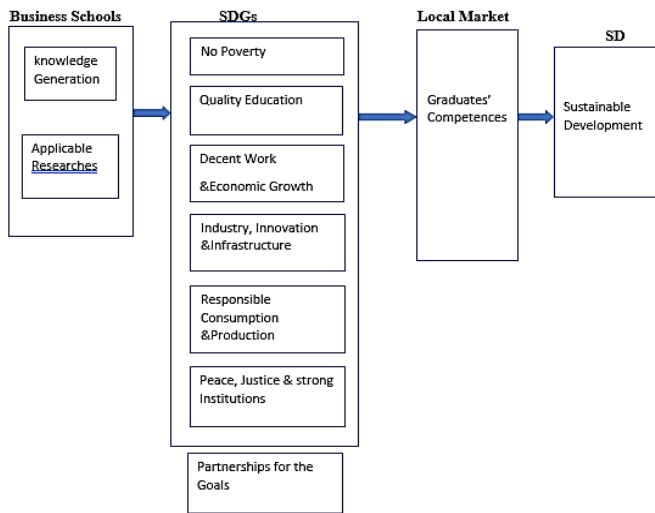 Business Schools
knowledge
Generation
Applicable
Researches
SDGs
No Poverty
Quality Education
Decent Work
&Economic Growth
Industry, Innovation
&Infrastructure
Responsible
Consumption
&Production
Peace, Justice & strong
Institutions
Partnerships for the
Goals
Local Market
Graduates’
Competences
SD
Sustainable
Development